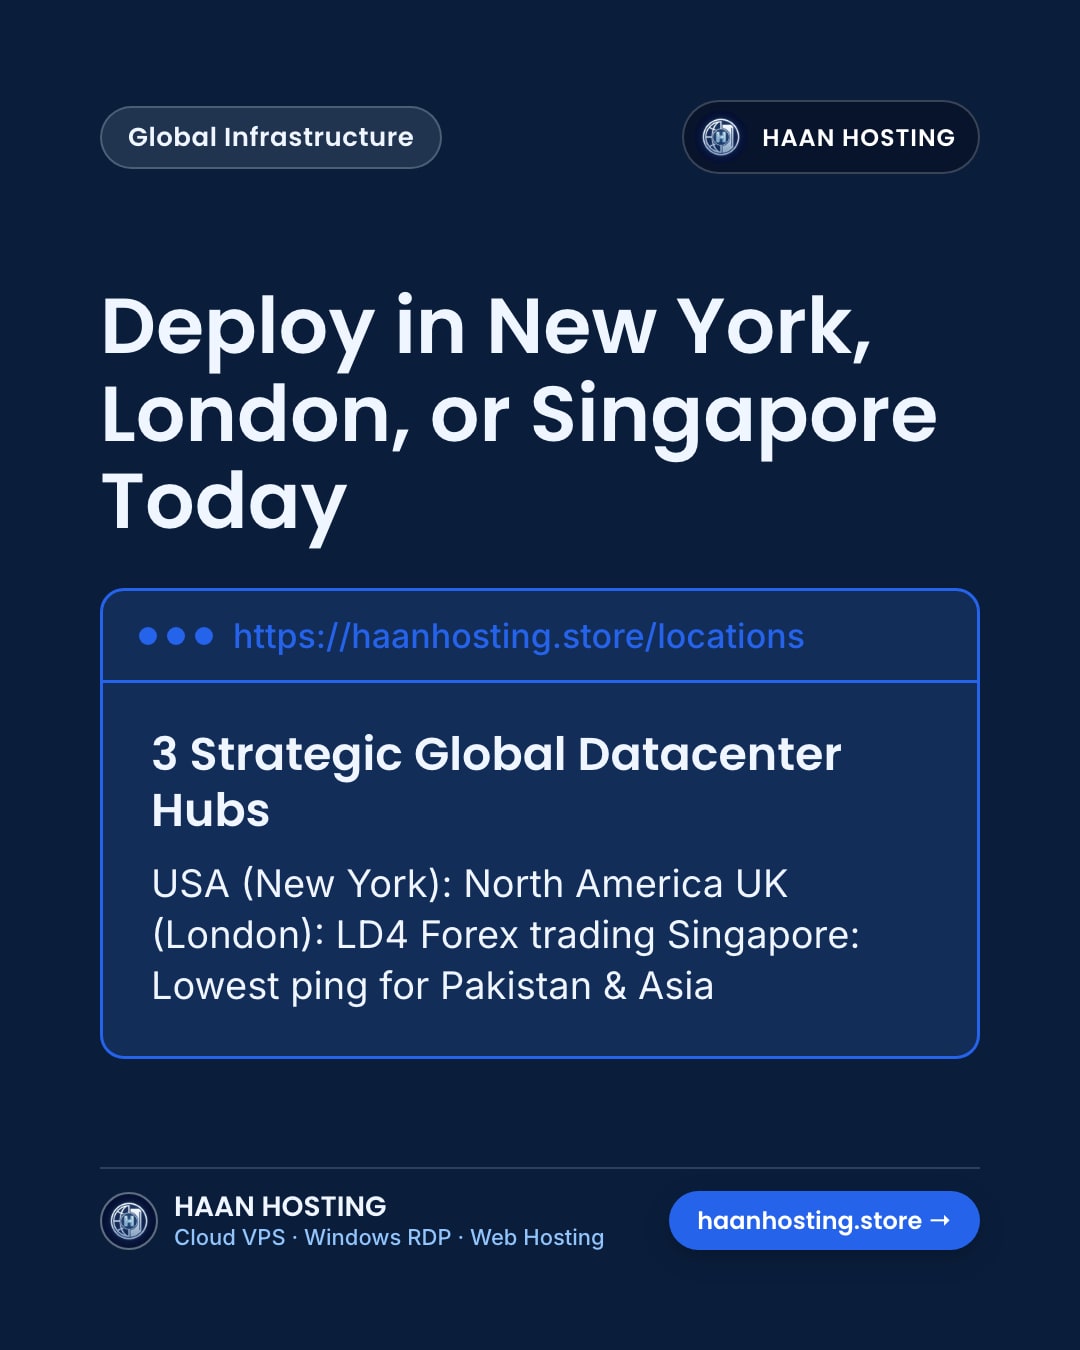 Global Infrastructure
HAAN HOSTING
Deploy in New York,
London, or Singapore
Today
https://haanhosting.store/locations
3 Strategic Global Datacenter
Hubs
USA (New York): North America UK
(London): LD4 Forex trading Singapore:
Lowest ping for Pakistan & Asia
HAAN HOSTING
Cloud VPS · Windows RDP · Web Hosting
haanhosting.store →